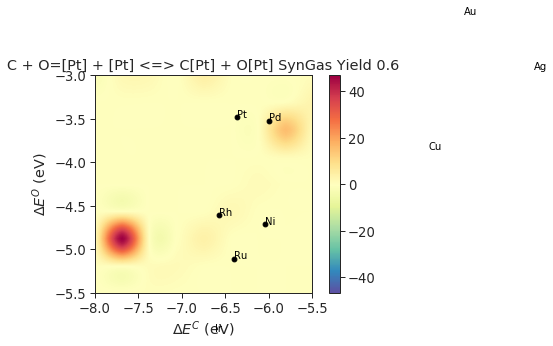 Au
Ag
C + O=[Pt] + [Pt] <=> C[Pt] + O[Pt] SynGas Yield 0.6
Cu
−3.0
−3.5
−4.0
−4.5
−5.0
−5.5
ΔE^O (eV)
Pt
Pd
Rh
Ni
Ru
−8.0 −7.5 −7.0 −6.5 −6.0 −5.5
ΔE^C (eV)
Ir
40
20
0
−20
−40